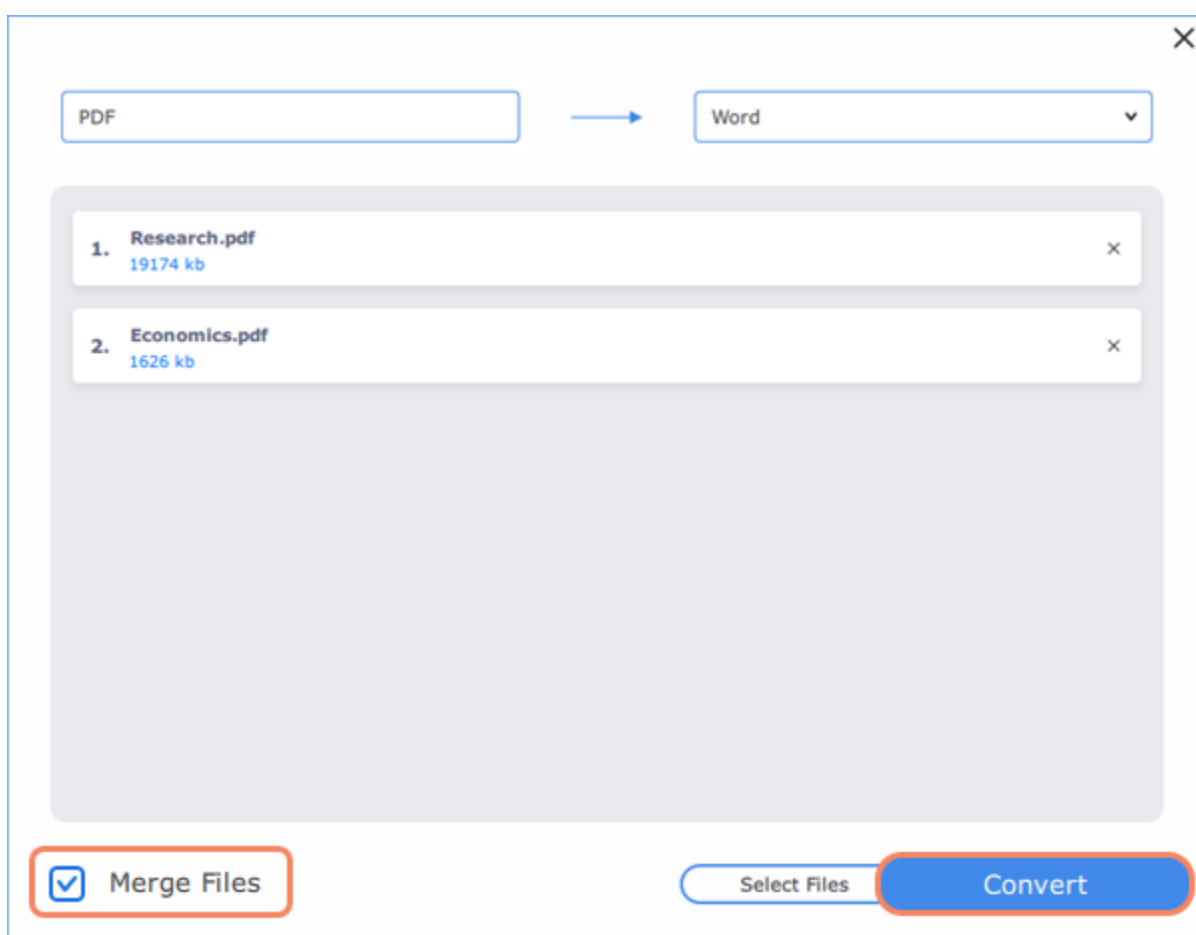 PDF
Word
1.
Research.pdf
19174 kb
2.
Economics.pdf
1626 kb
Merge Files
Select Files
Convert